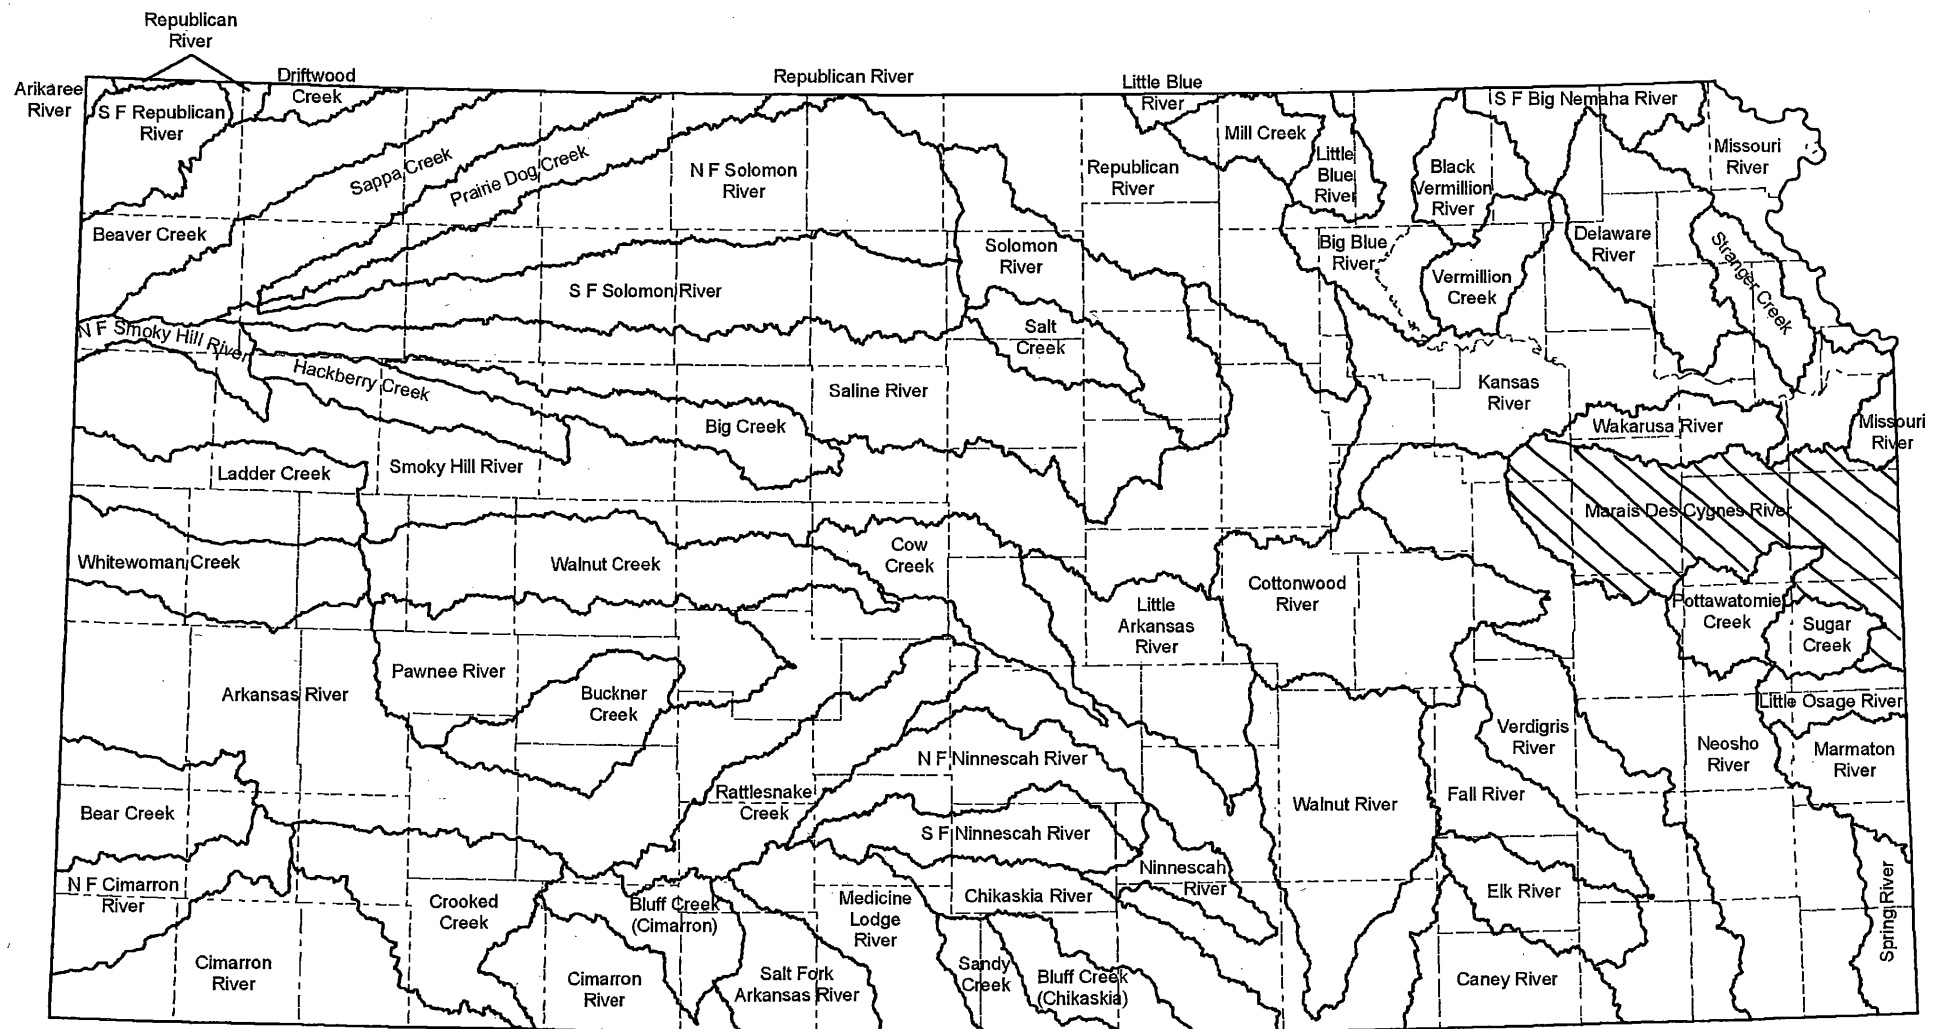 Republican
River
Arikaree
River
S F Republican
River
Driftwood
Creek
Republican River
Little Blue
River
S F Big Nemaha River
Mill Creek
Missouri
River
Sappa Creek
Prairie Dog Creek
N F Solomon
River
Republican
River
Little
Blue
River
Black
Vermillion
River
Beaver Creek
Solomon
River
Big Blue
River
Vermillion
Creek
Delaware
River
Stranger Creek
S F Solomon River
N F Smoky Hill River
Salt
Creek
Hackberry Creek
Saline River
Kansas
River
Big Creek
Wakarusa River
Missouri
River
Ladder Creek
Smoky Hill River
Marais Des Cygnes River
Whitewoman Creek
Walnut Creek
Cow
Creek
Cottonwood
River
Little
Arkansas
River
Pottawatomie
Creek
Sugar
Creek
Arkansas River
Pawnee River
Buckner
Creek
Little Osage River
Verdigris
River
Neosho
River
Marmaton
River
N F Ninnescah River
Bear Creek
Rattlesnake
Creek
Walnut River
Fall River
S F Ninnescah River
Ninnescah
River
N F Cimarron
River
Crooked
Creek
Bluff Creek
(Cimarron)
Medicine
Lodge
River
Chikaskia River
Elk River
Spring River
Cimarron
River
Cimarron
River
Salt Fork
Arkansas River
Sandy
Creek
Bluff Creek
(Chikaskia)
Caney River